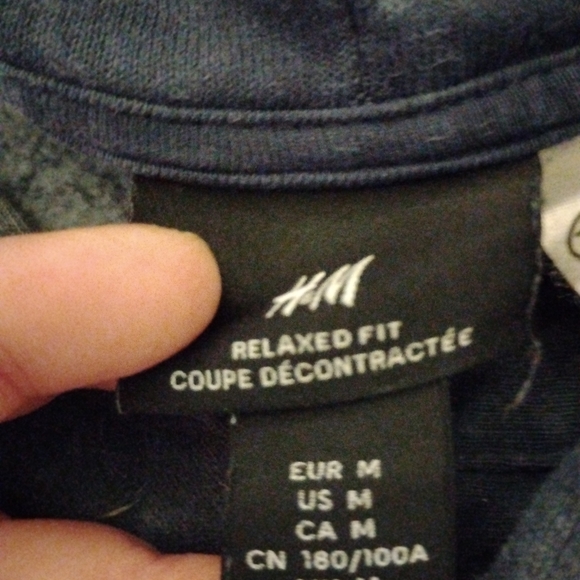 H&M
RELAXED FIT
COUPE DÉCONTRACTÉE
EUR M
US M
CA M
CN 180/100A